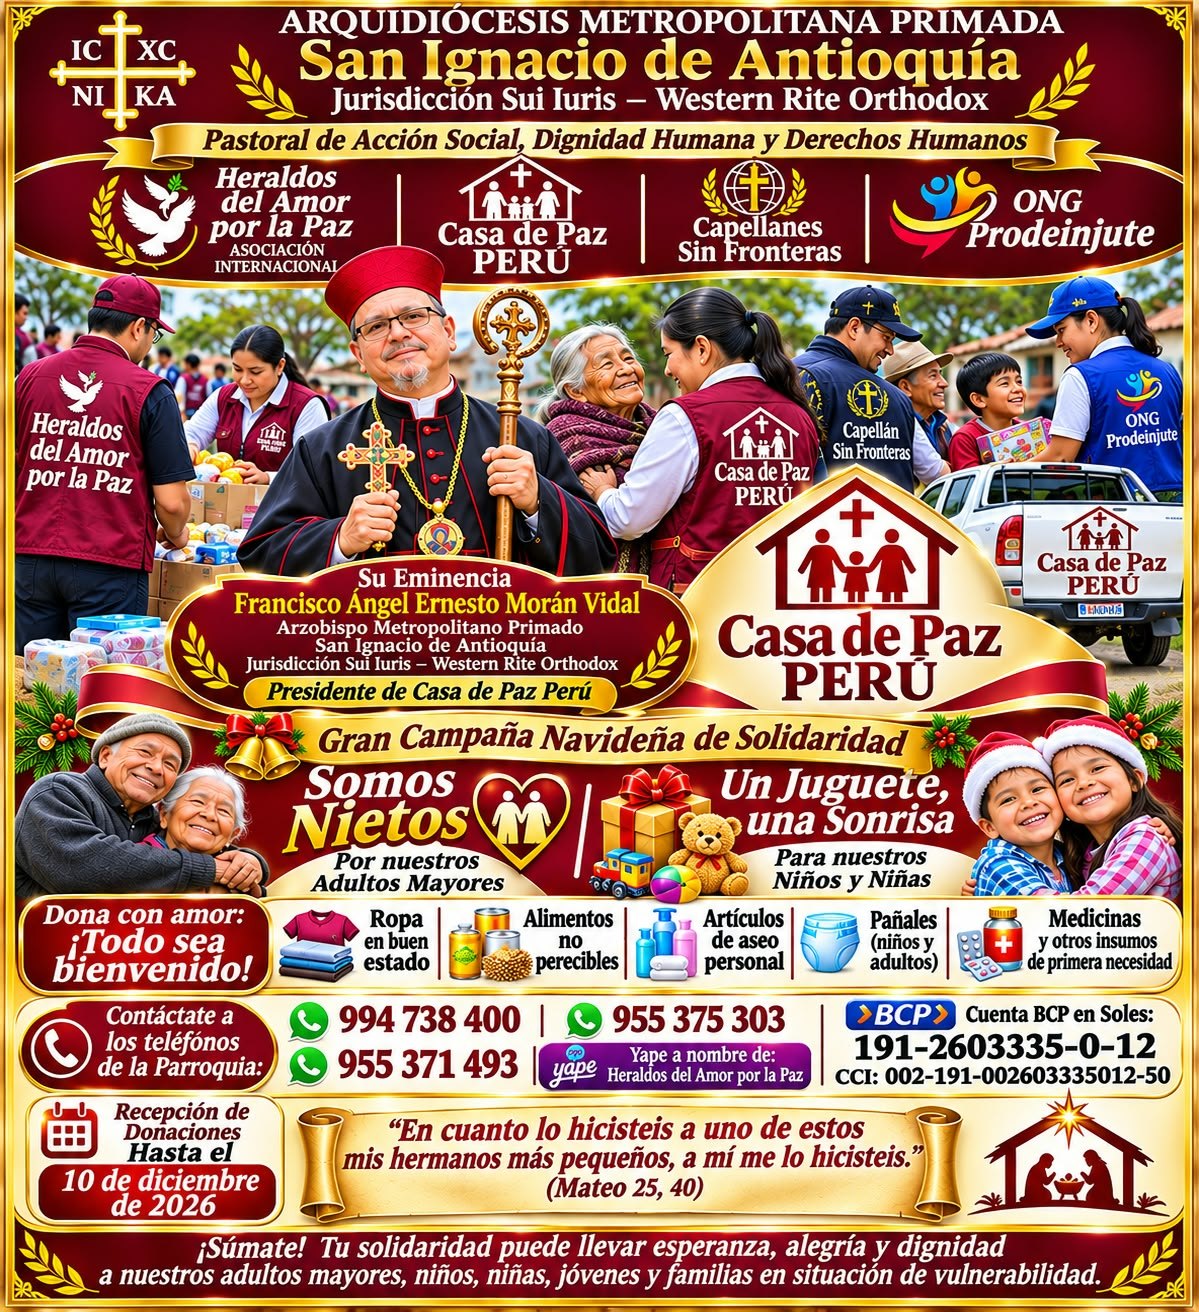 IC XC
NI KA
ARQUIDIÓCESIS METROPOLITANA PRIMADA
San Ignacio de Antioquía
Jurisdicción Sui Iuris – Western Rite Orthodox
Pastoral de Acción Social, Dignidad Humana y Derechos Humanos
Heraldos
del Amor
por la Paz
ASOCIACIÓN
INTERNACIONAL
Casa de Paz
PERÚ
Capellanes
Sin Fronteras
ONG
Prodeinjute
Heraldos
del Amor
por la Paz
Casa de Paz
PERÚ
Capellán
Sin Fronteras
ONG
Prodeinjute
Casa de Paz
PERÚ
Su Eminencia
Francisco Ángel Ernesto Morán Vidal
Arzobispo Metropolitano Primado
San Ignacio de Antioquía
Jurisdicción Sui Iuris – Western Rite Orthodox
Presidente de Casa de Paz Perú
Casa de Paz
PERÚ
Gran Campaña Navideña de Solidaridad
Somos
Nietos
Por nuestros
Adultos Mayores
Un Juguete,
una Sonrisa
Para nuestros
Niños y Niñas
Dona con amor:
¡Todo sea
bienvenido!
Ropa
en buen
estado
Alimentos
no
perecibles
Artículos
de aseo
personal
Pañales
(niños y
adultos)
Medicinas
y otros insumos
de primera necesidad
Contáctate a
los teléfónos
de la Parroquia:
994 738 400
955 375 303
955 371 493
yape
Yape a nombre de:
Heraldos del Amor por la Paz
BCP
Cuenta BCP en Soles:
191-2603335-0-12
CCI: 002-191-002603335012-50
Recepción de
Donaciones
Hasta el
10 de diciembre
de 2026
“En cuanto lo hicisteis a uno de estos
mis hermanos más pequeños, a mí me lo hicisteis.”
(Mateo 25, 40)
¡Súmate! Tu solidaridad puede llevar esperanza, alegría y dignidad
a nuestros adultos mayores, niños, niñas, jóvenes y familias en situación de vulnerabilidad.